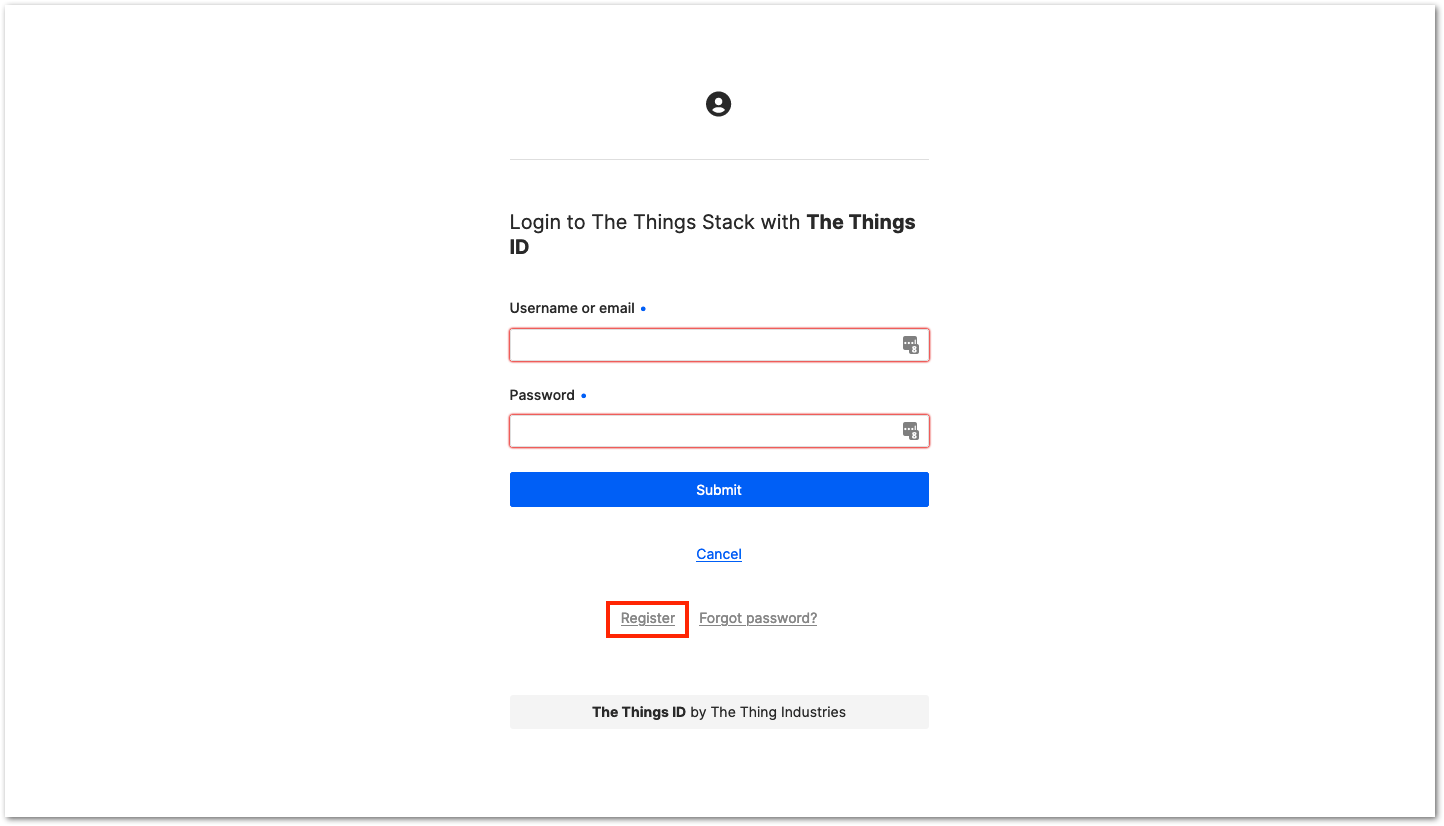 Login to The Things Stack with The Things
ID
Username or email
Password
Submit
Cancel
Register Forgot password?
The Things ID by The Thing Industries